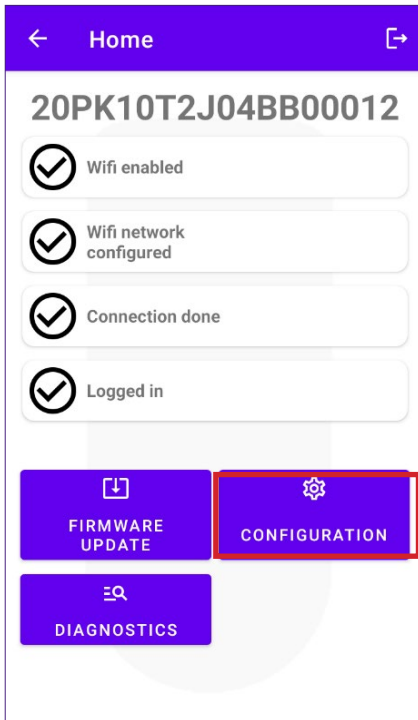 Home
20PK10T2J04BB00012
Wifi enabled
Wifi network
configured
Connection done
Logged in
FIRMWARE
UPDATE
CONFIGURATION
DIAGNOSTICS